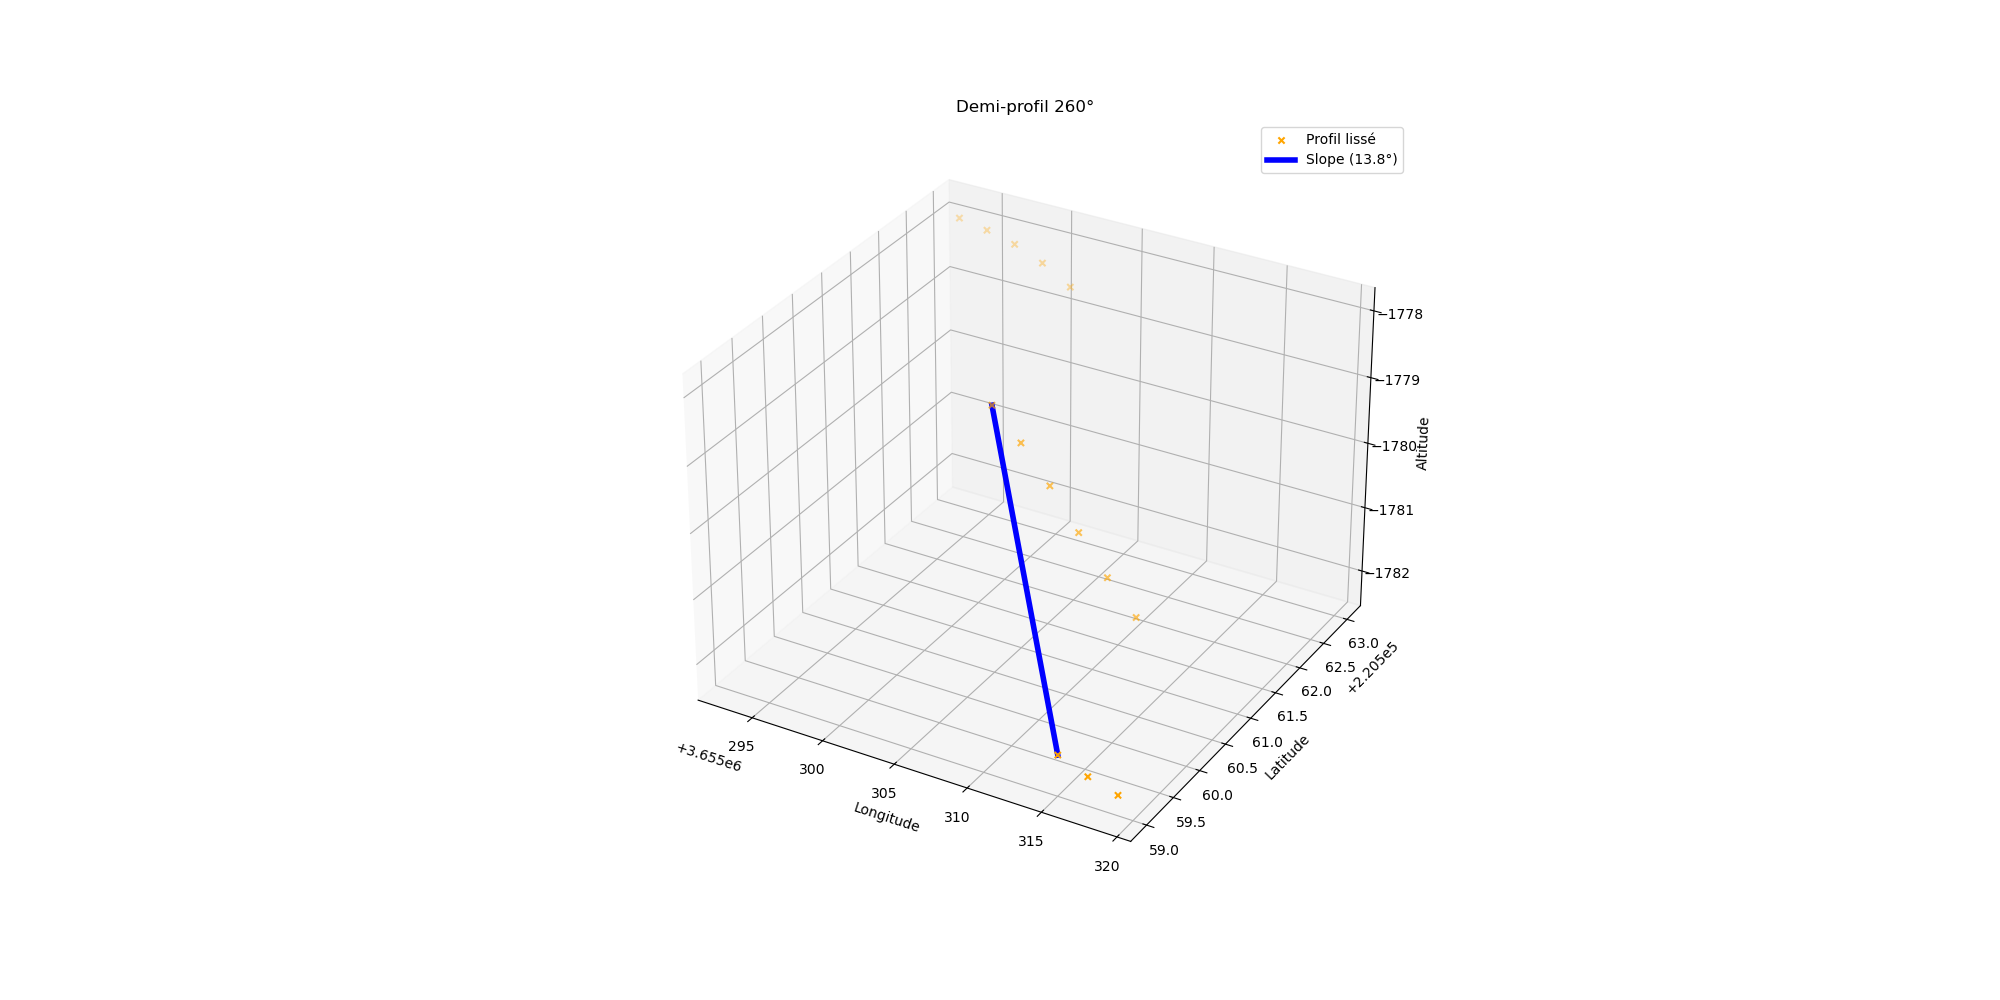 Demi-profil 260°
Profil lissé
Slope (13.8°)
−1778
−1779
−1780
−1781
−1782
Altitude
63.0
62.5
62.0
61.5
61.0
60.5
60.0
59.5
59.0
+2.205e5
Latitude
295
300
305
310
315
320
+3.655e6
Longitude